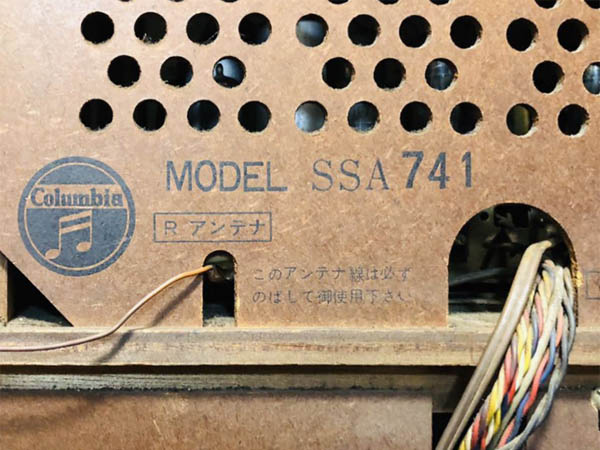 MODEL SSA 741
Columbia
R アンテナ
このアンテナ線は必ず
のばして御使用下さい